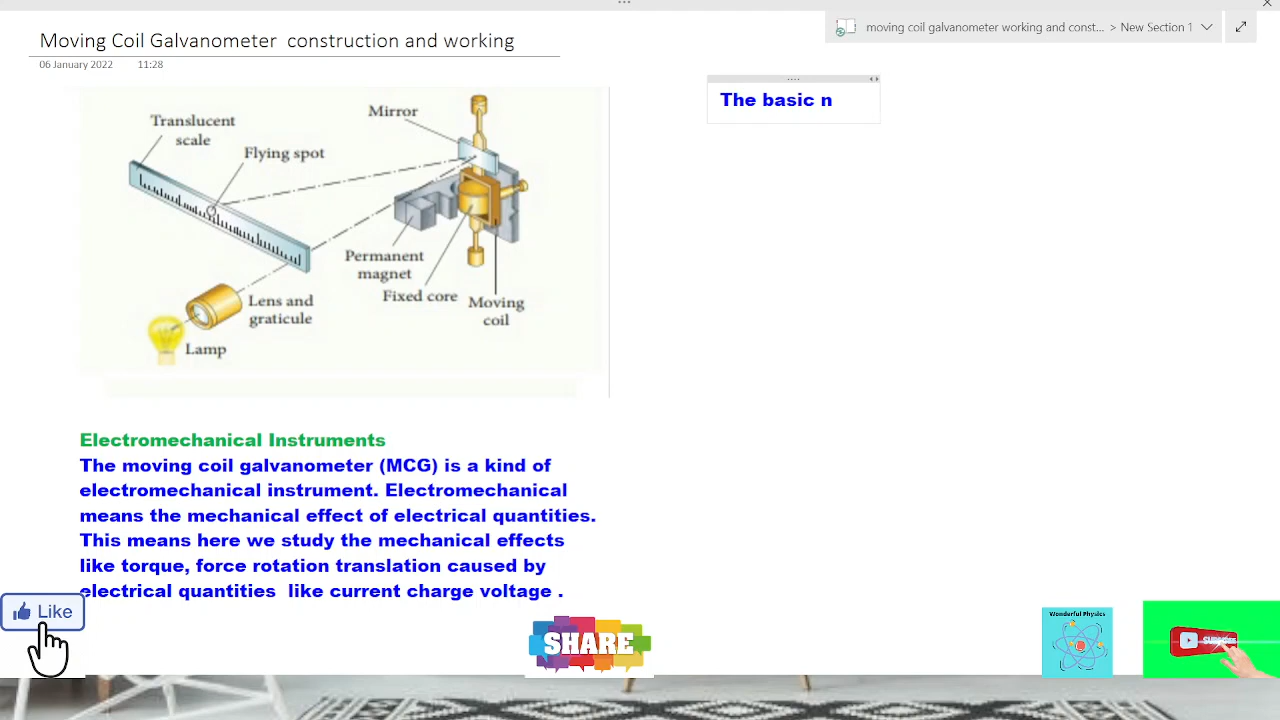 Moving Coil Galvanometer construction and working
06 January 2022 11:28
moving coil galvanometer working and const... > New Section 1
The basic n
Translucent
scale
Flying spot
Mirror
Permanent
magnet
Fixed core
Moving
coil
Lens and
graticule
Lamp
Electromechanical Instruments
The moving coil galvanometer (MCG) is a kind of
electromechanical instrument. Electromechanical
means the mechanical effect of electrical quantities.
This means here we study the mechanical effects
like torque, force rotation translation caused by
electrical quantities like current charge voltage .
Like
SHARE
Wonderful Physics
SUBSCRIBE